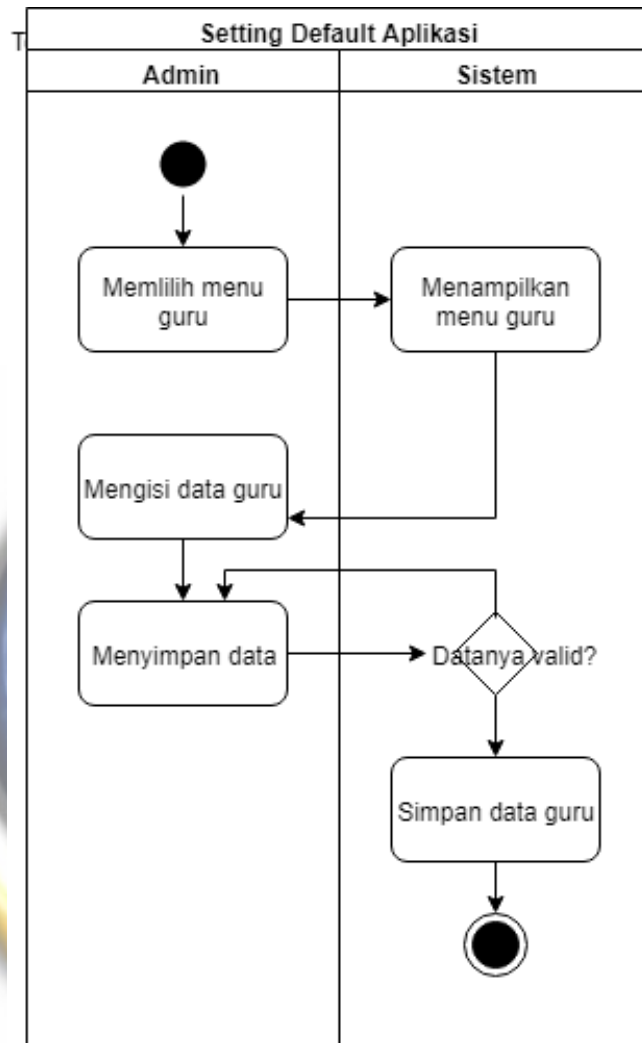 Setting Default Aplikasi
Admin
Sistem
Memlilih menu
guru
Menampilkan
menu guru
Mengisi data guru
Menyimpan data
Datanya valid?
Simpan data guru